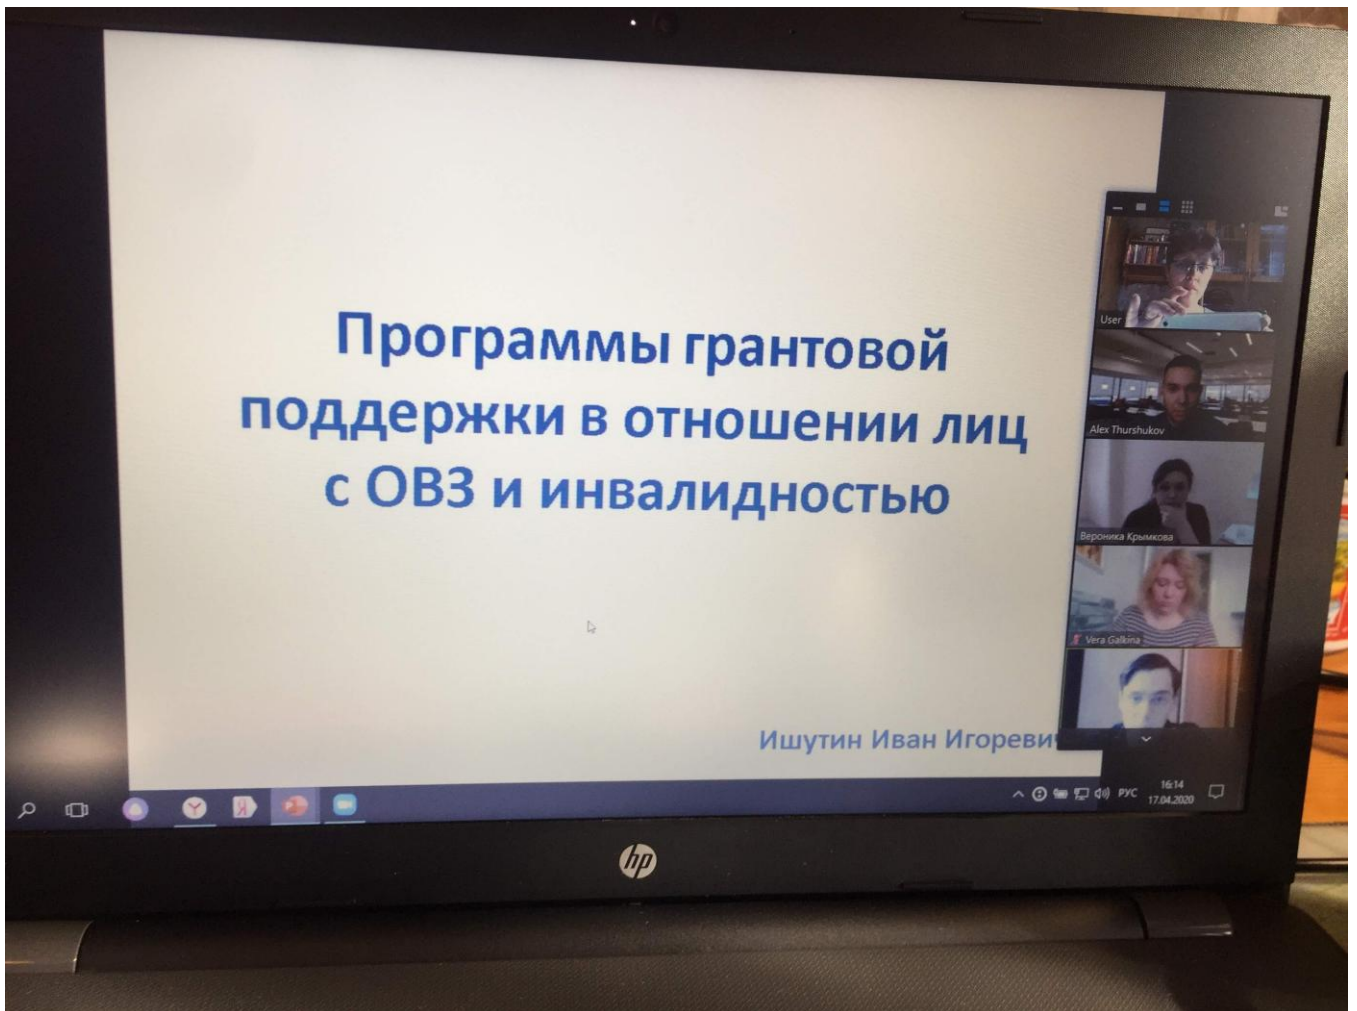 Программы грантовой
поддержки в отношении лиц
с ОВЗ и инвалидностью
Ишутин Иван Игореви
User
Alex Thurshukov
Вероника Крымкова
Vera Galkina
РУС
16:14
17.04.2020
hp